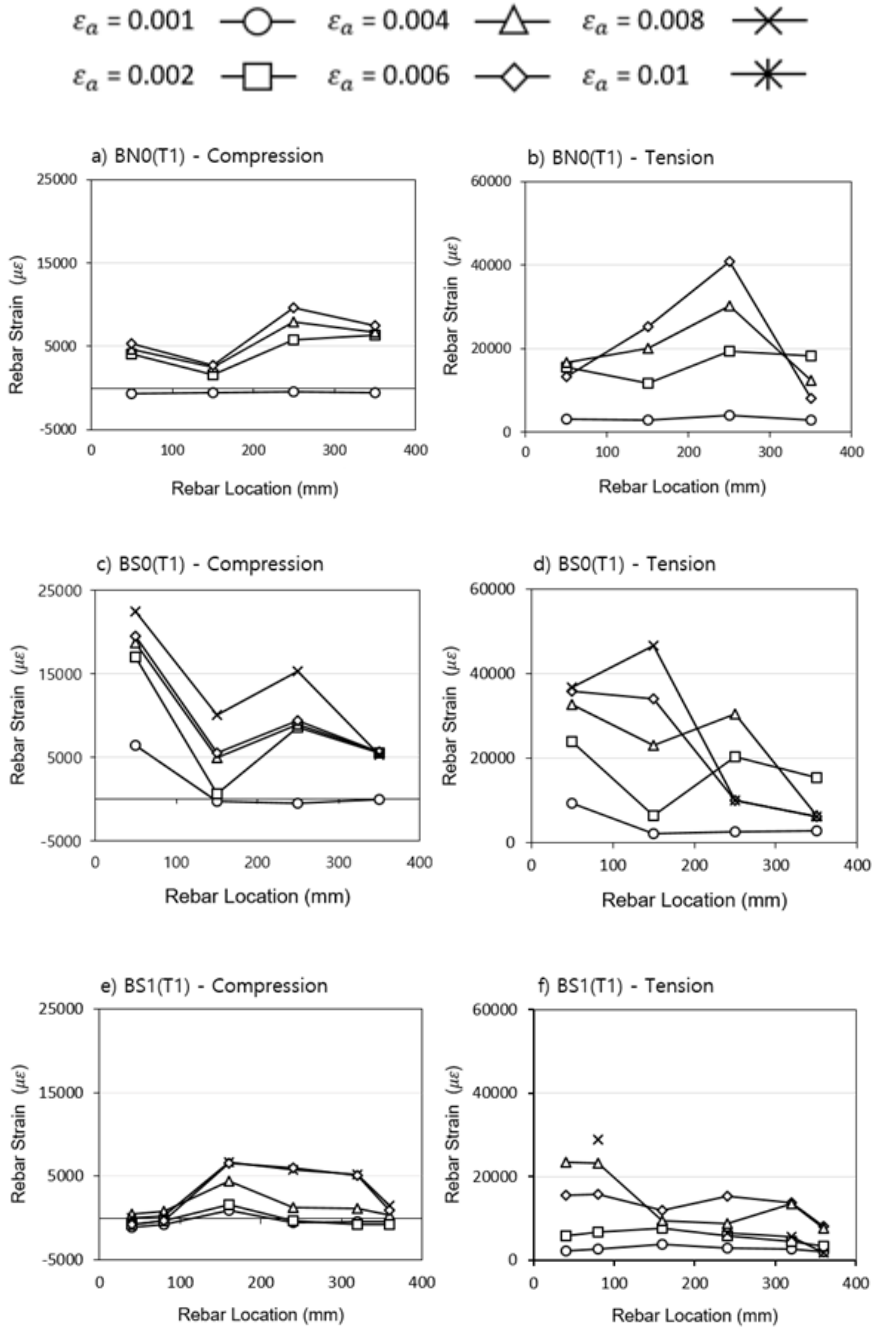 εₐ = 0.001 εₐ = 0.004 εₐ = 0.008
εₐ = 0.002 εₐ = 0.006 εₐ = 0.01
a) BN0(T1) - Compression
25000
15000
5000
-5000
0 100 200 300 400
Rebar Strain (με)
Rebar Location (mm)
b) BN0(T1) - Tension
60000
40000
20000
0
0 100 200 300 400
Rebar Strain (με)
Rebar Location (mm)
c) BS0(T1) - Compression
25000
15000
5000
-5000
0 100 200 300 400
Rebar Strain (με)
Rebar Location (mm)
d) BS0(T1) - Tension
60000
40000
20000
0
0 100 200 300 400
Rebar Strain (με)
Rebar Location (mm)
e) BS1(T1) - Compression
25000
15000
5000
-5000
0 100 200 300 400
Rebar Strain (με)
Rebar Location (mm)
f) BS1(T1) - Tension
60000
40000
20000
0
0 100 200 300 400
Rebar Strain (με)
Rebar Location (mm)